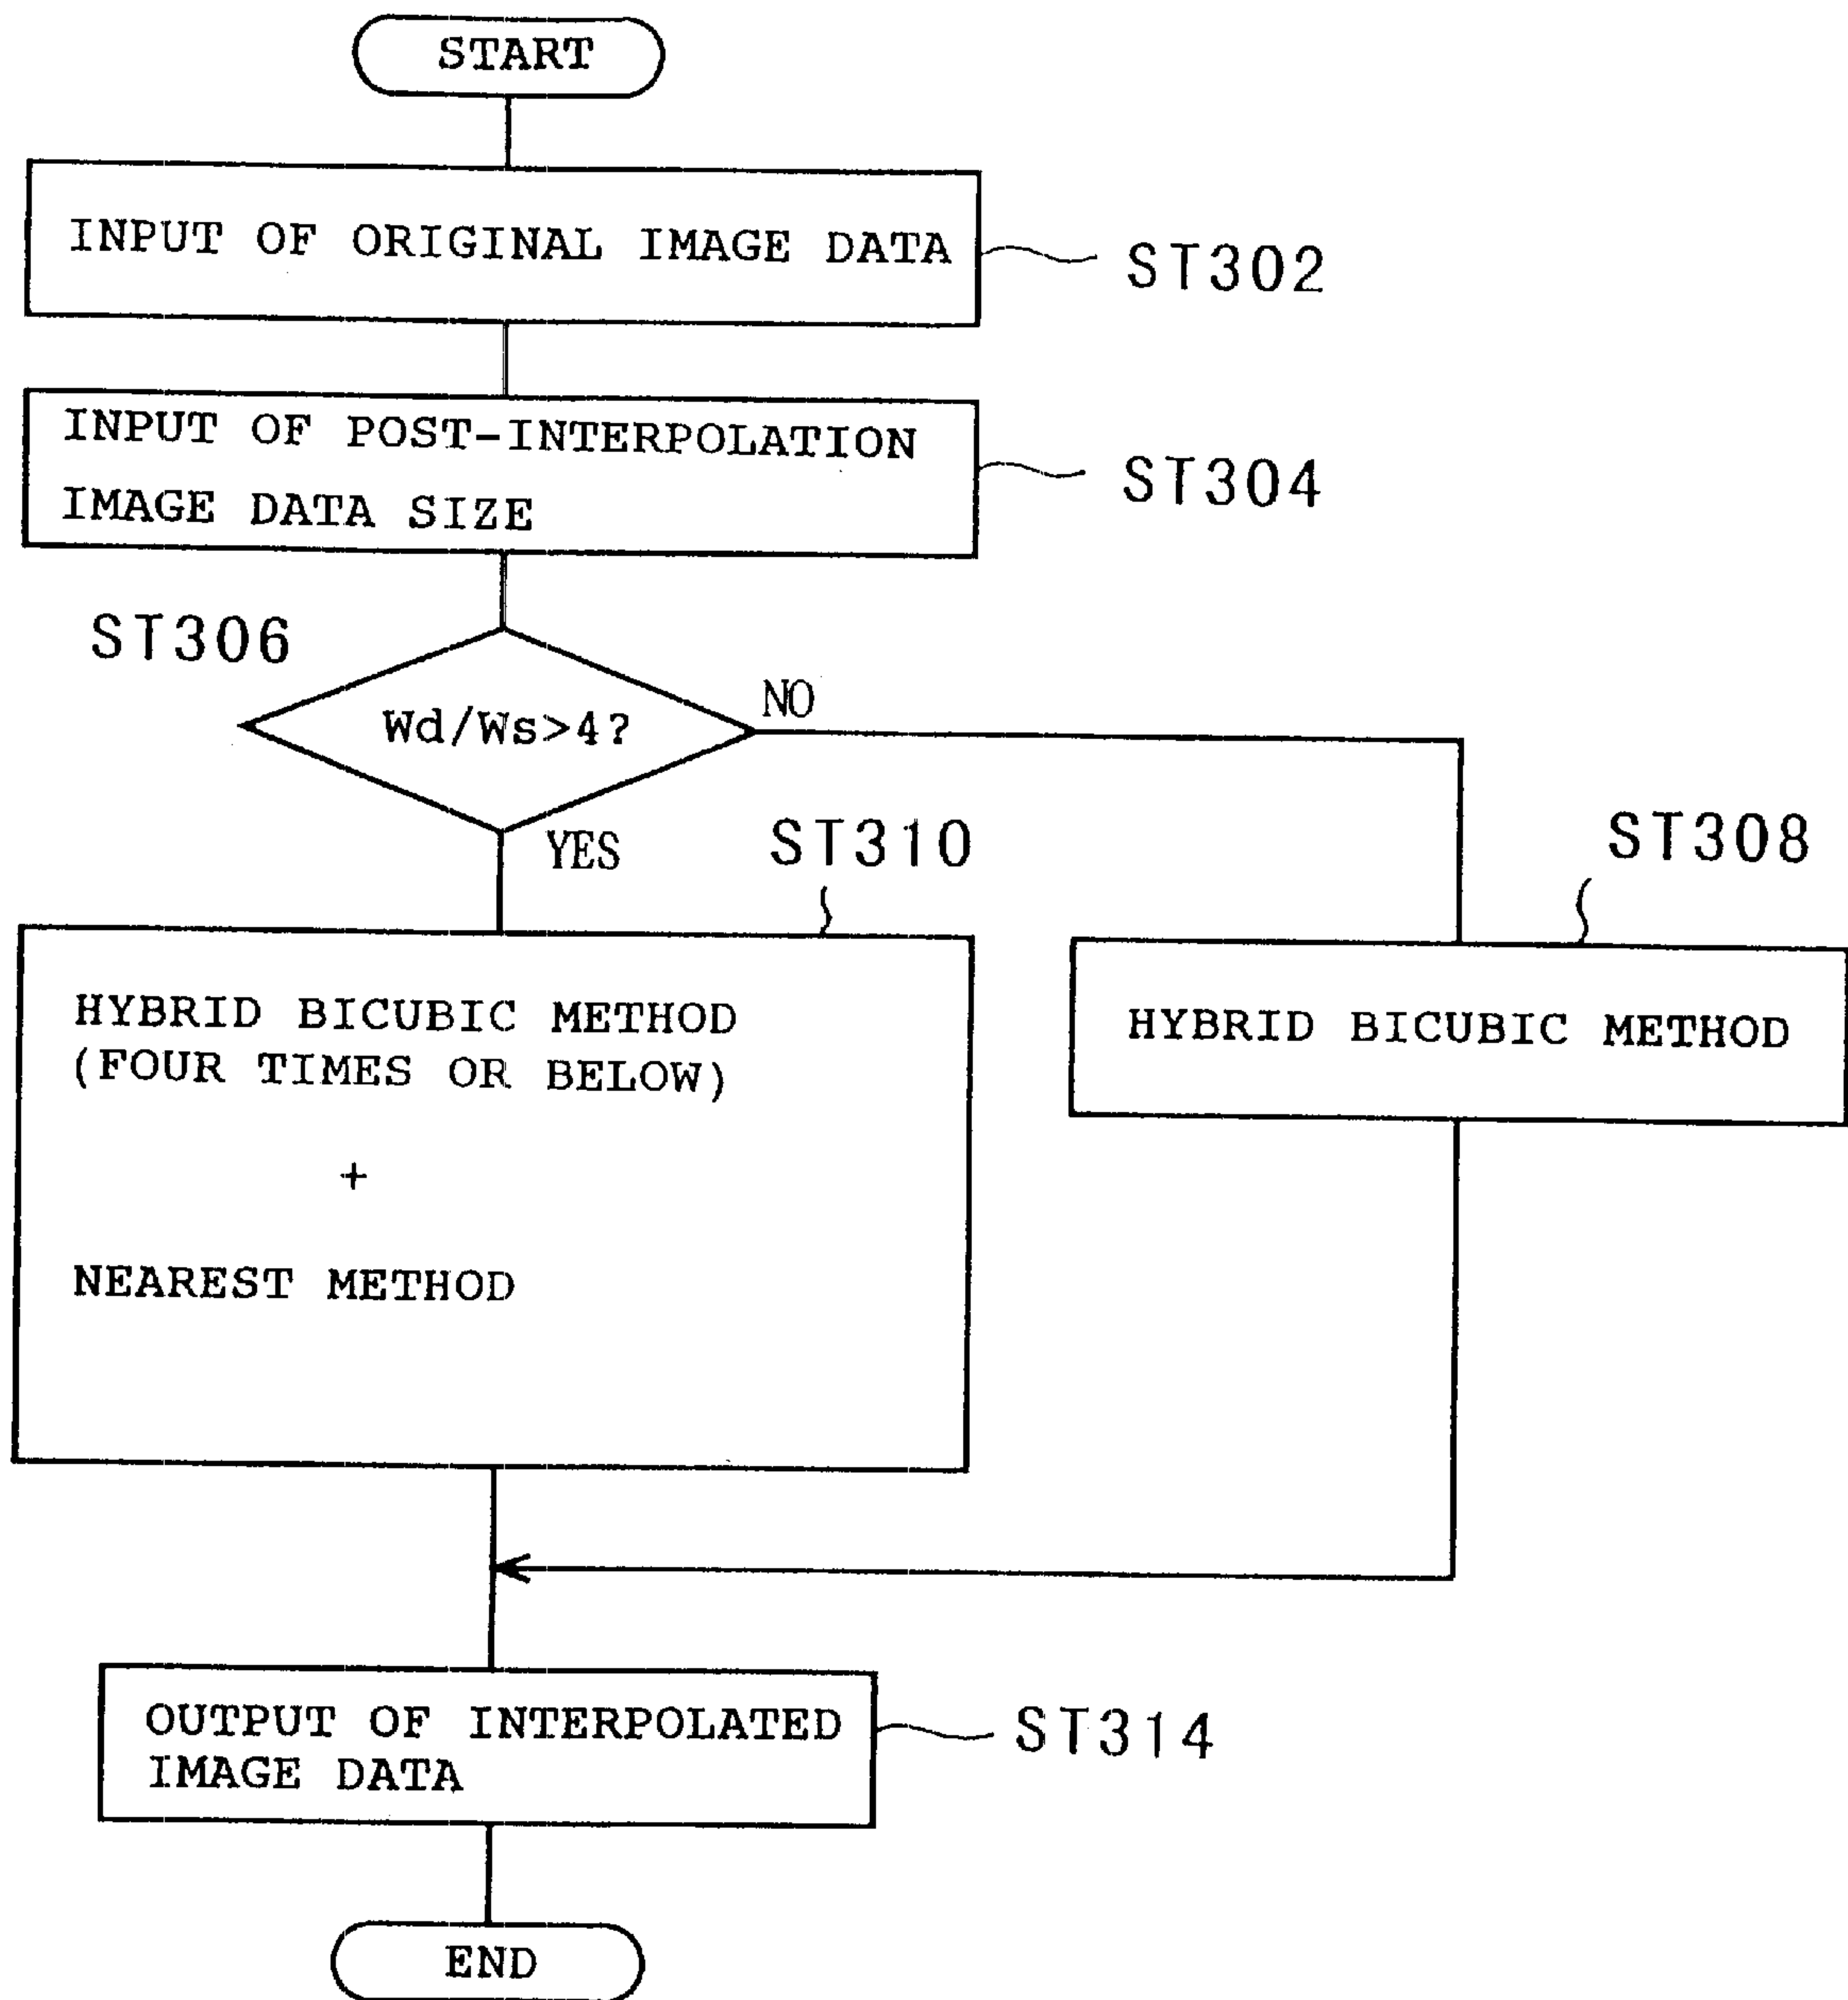 START
INPUT OF ORIGINAL IMAGE DATA
ST302
INPUT OF POST-INTERPOLATION
IMAGE DATA SIZE
ST304
ST306
Wd/Ws>4?
NO
YES
ST310
ST308
HYBRID BICUBIC METHOD
(FOUR TIMES OR BELOW)
+
NEAREST METHOD
HYBRID BICUBIC METHOD
OUTPUT OF INTERPOLATED
IMAGE DATA
ST314
END